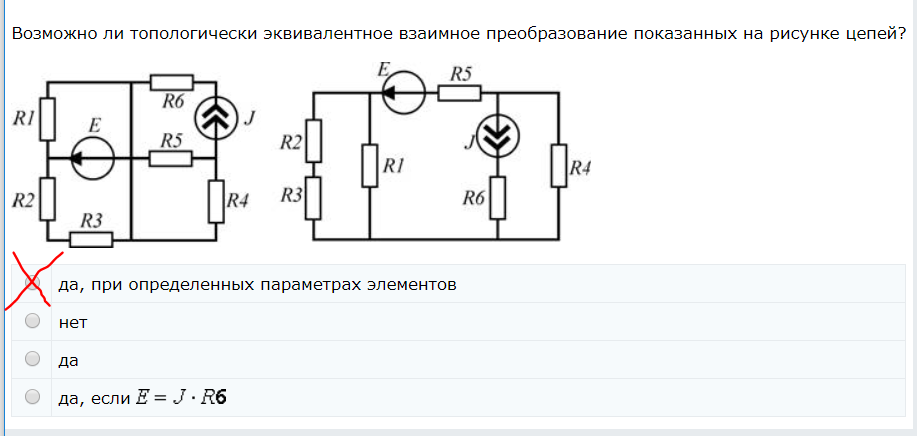 Возможно ли топологически эквивалентное взаимное преобразование показанных на рисунке цепей?
R1
R6
J
E
R5
R2
R4
R3
E
R5
R2
J
R1
R4
R3
R6
да, при определенных параметрах элементов
нет
да
да, если E = J · R6